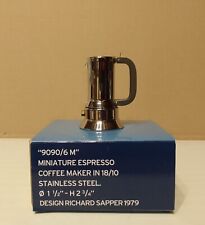 "9090/6 M"
MINIATURE ESPRESSO
COFFEE MAKER IN 18/10
STAINLESS STEEL.
Ø 1 1/2" - H 2 3/4"
DESIGN RICHARD SAPPER 1979